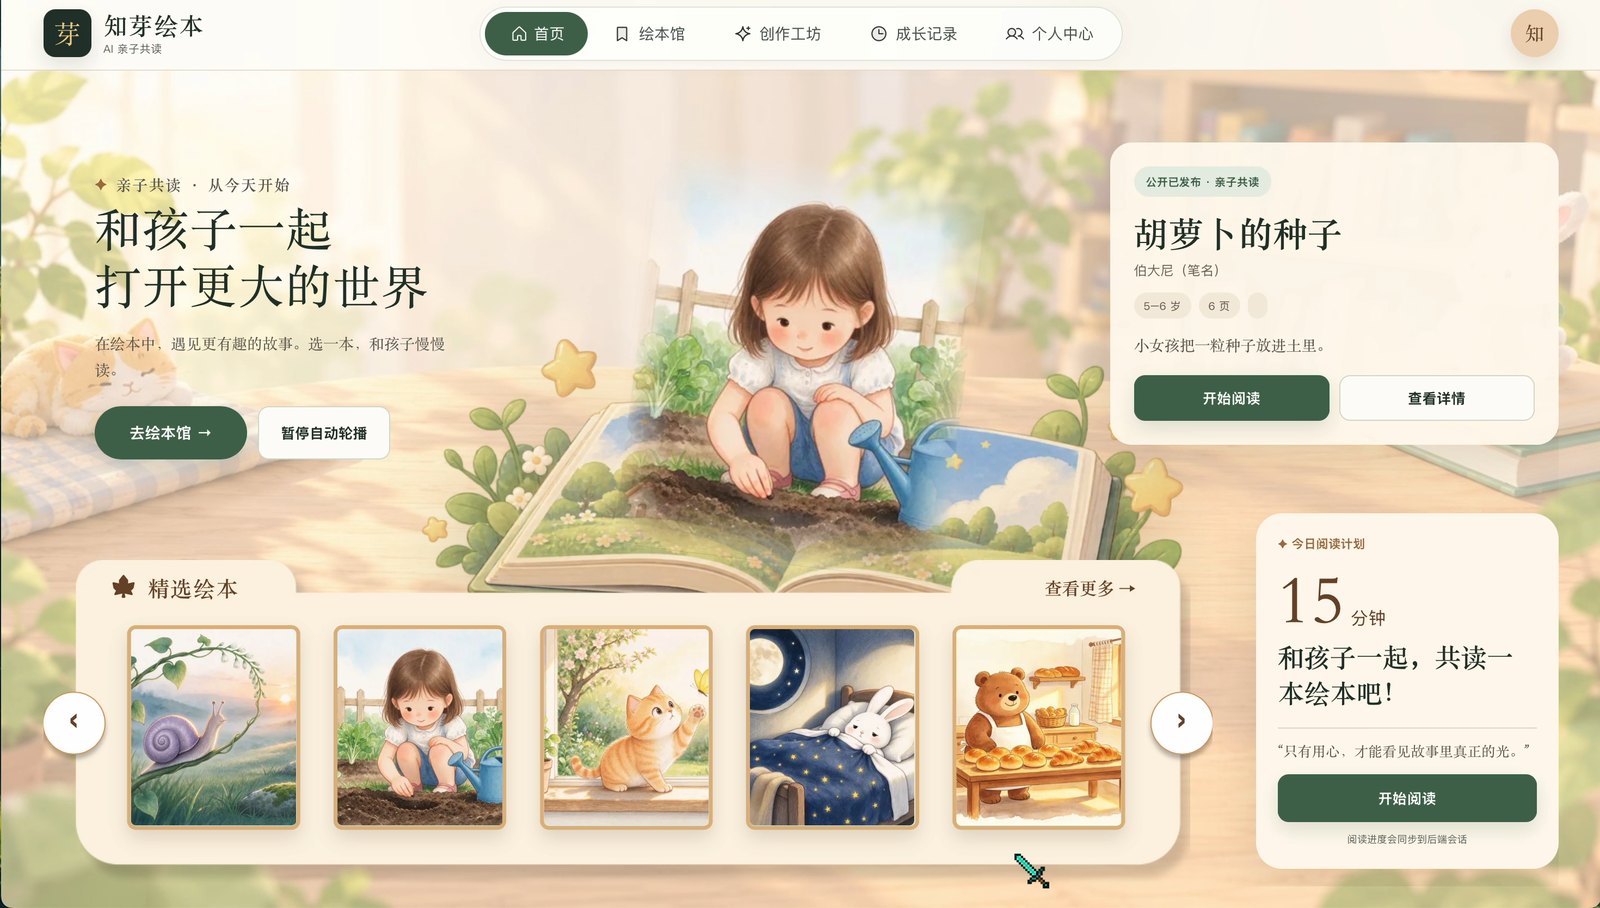 芽
知芽绘本
AI 亲子共读
首页
绘本馆
创作工坊
成长记录
个人中心
知
亲子共读 · 从今天开始
和孩子一起
打开更大的世界
在绘本中，遇见更有趣的故事。选一本，和孩子慢慢
读。
去绘本馆 →
暂停自动轮播
公开已发布 · 亲子共读
胡萝卜的种子
伯大尼（笔名）
5–6 岁
6 页
小女孩把一粒种子放进土里。
开始阅读
查看详情
精选绘本
查看更多 →
今日阅读计划
15 分钟
和孩子一起，共读一
本绘本吧！
“只有用心，才能看见故事里真正的光。”
开始阅读
阅读进度会同步到后端会话